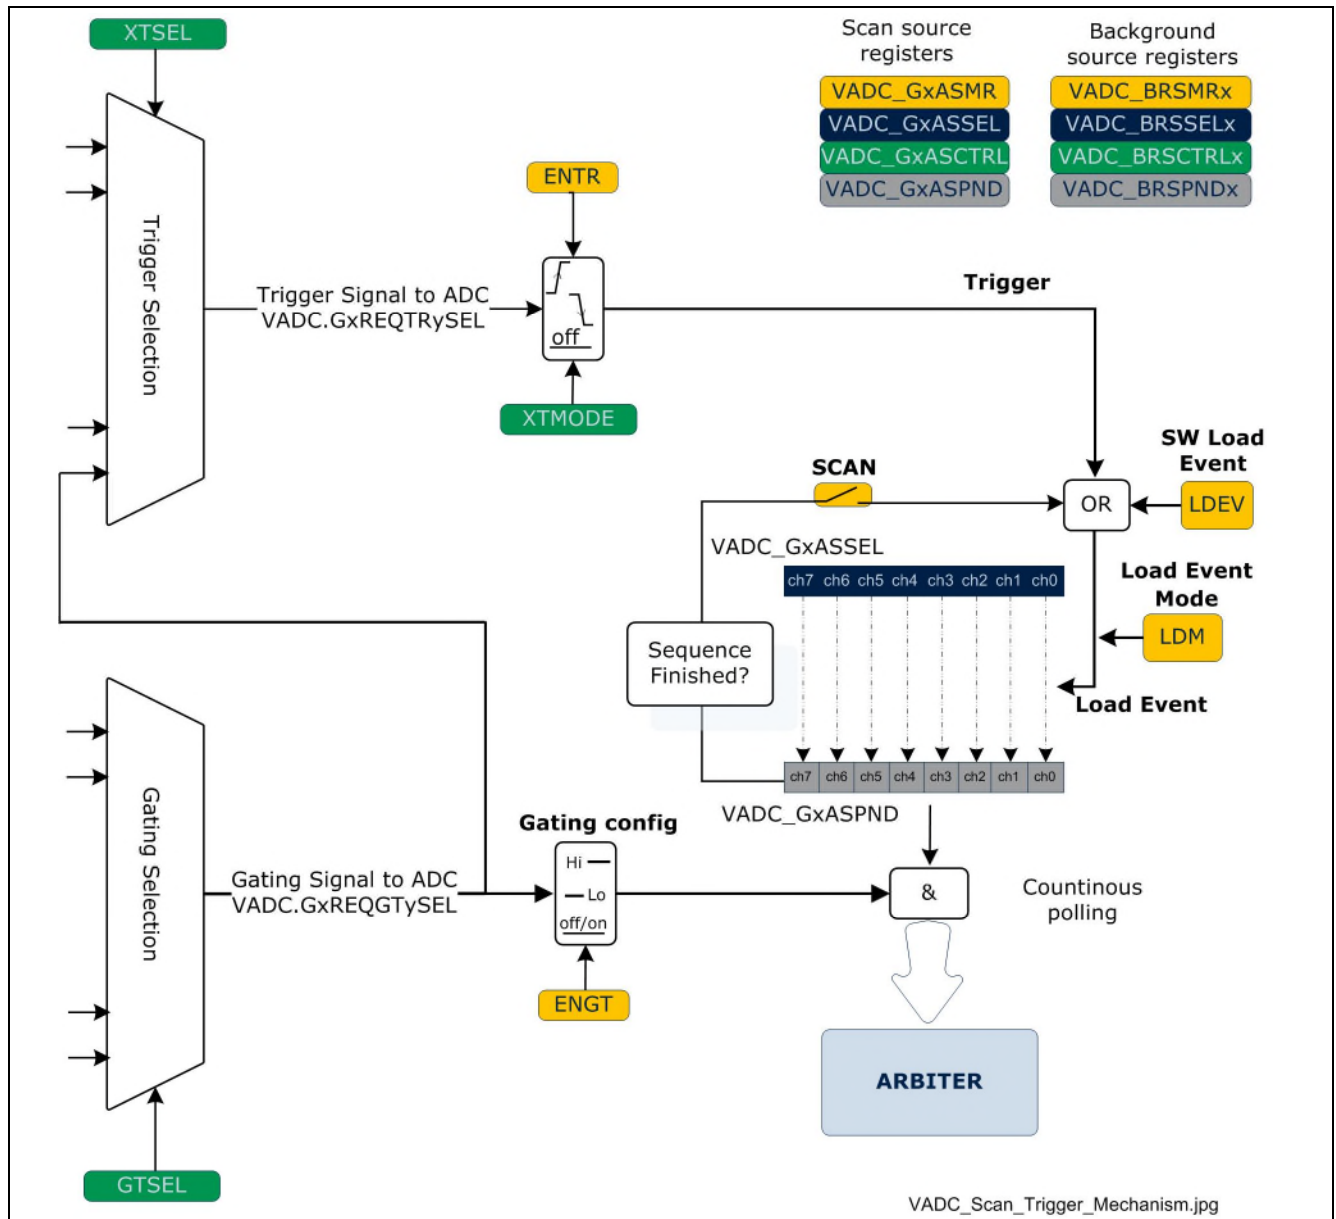 XTSEL
Scan source
registers
Background
source registers
VADC_GxASMR
VADC_BRSMRx
VADC_GxASSEL
VADC_BRSSELx
VADC_GxASCTRL
VADC_BRSCTRLx
VADC_GxASPND
VADC_BRSPNDx
ENTR
Trigger Selection
Trigger Signal to ADC
VADC.GxREQTRySEL
off
Trigger
XTMODE
SCAN
SW Load
Event
OR
LDEV
VADC_GxASSEL
ch7 ch6 ch5 ch4 ch3 ch2 ch1 ch0
Load Event
Mode
LDM
Sequence
Finished?
Load Event
ch7 ch6 ch5 ch4 ch3 ch2 ch1 ch0
VADC_GxASPND
Gating Selection
Gating Signal to ADC
VADC.GxREQGTySEL
Gating config
Hi
Lo
off/on
ENGT
&
Countinous
polling
ARBITER
GTSEL
VADC_Scan_Trigger_Mechanism.jpg